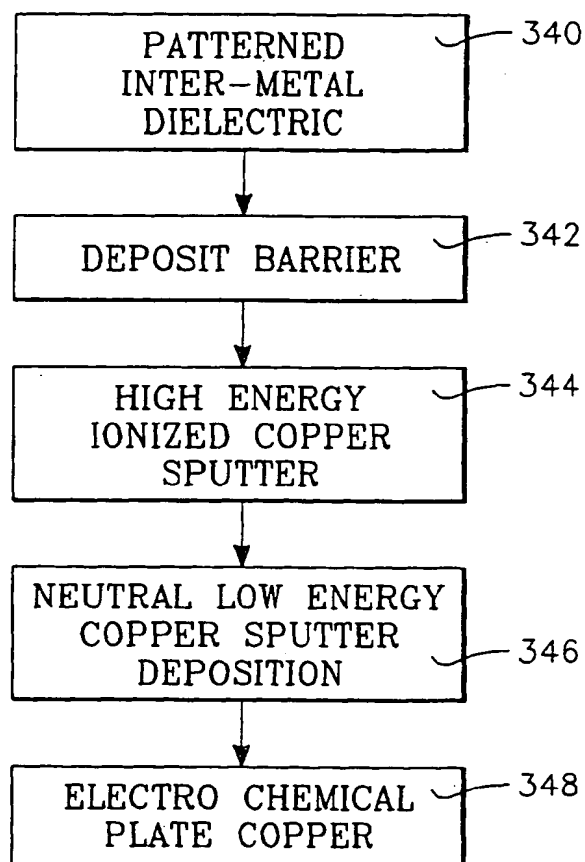 PATTERNED
INTER-METAL
DIELECTRIC
340
DEPOSIT BARRIER
342
HIGH ENERGY
IONIZED COPPER
SPUTTER
344
NEUTRAL LOW ENERGY
COPPER SPUTTER
DEPOSITION
346
ELECTRO CHEMICAL
PLATE COPPER
348